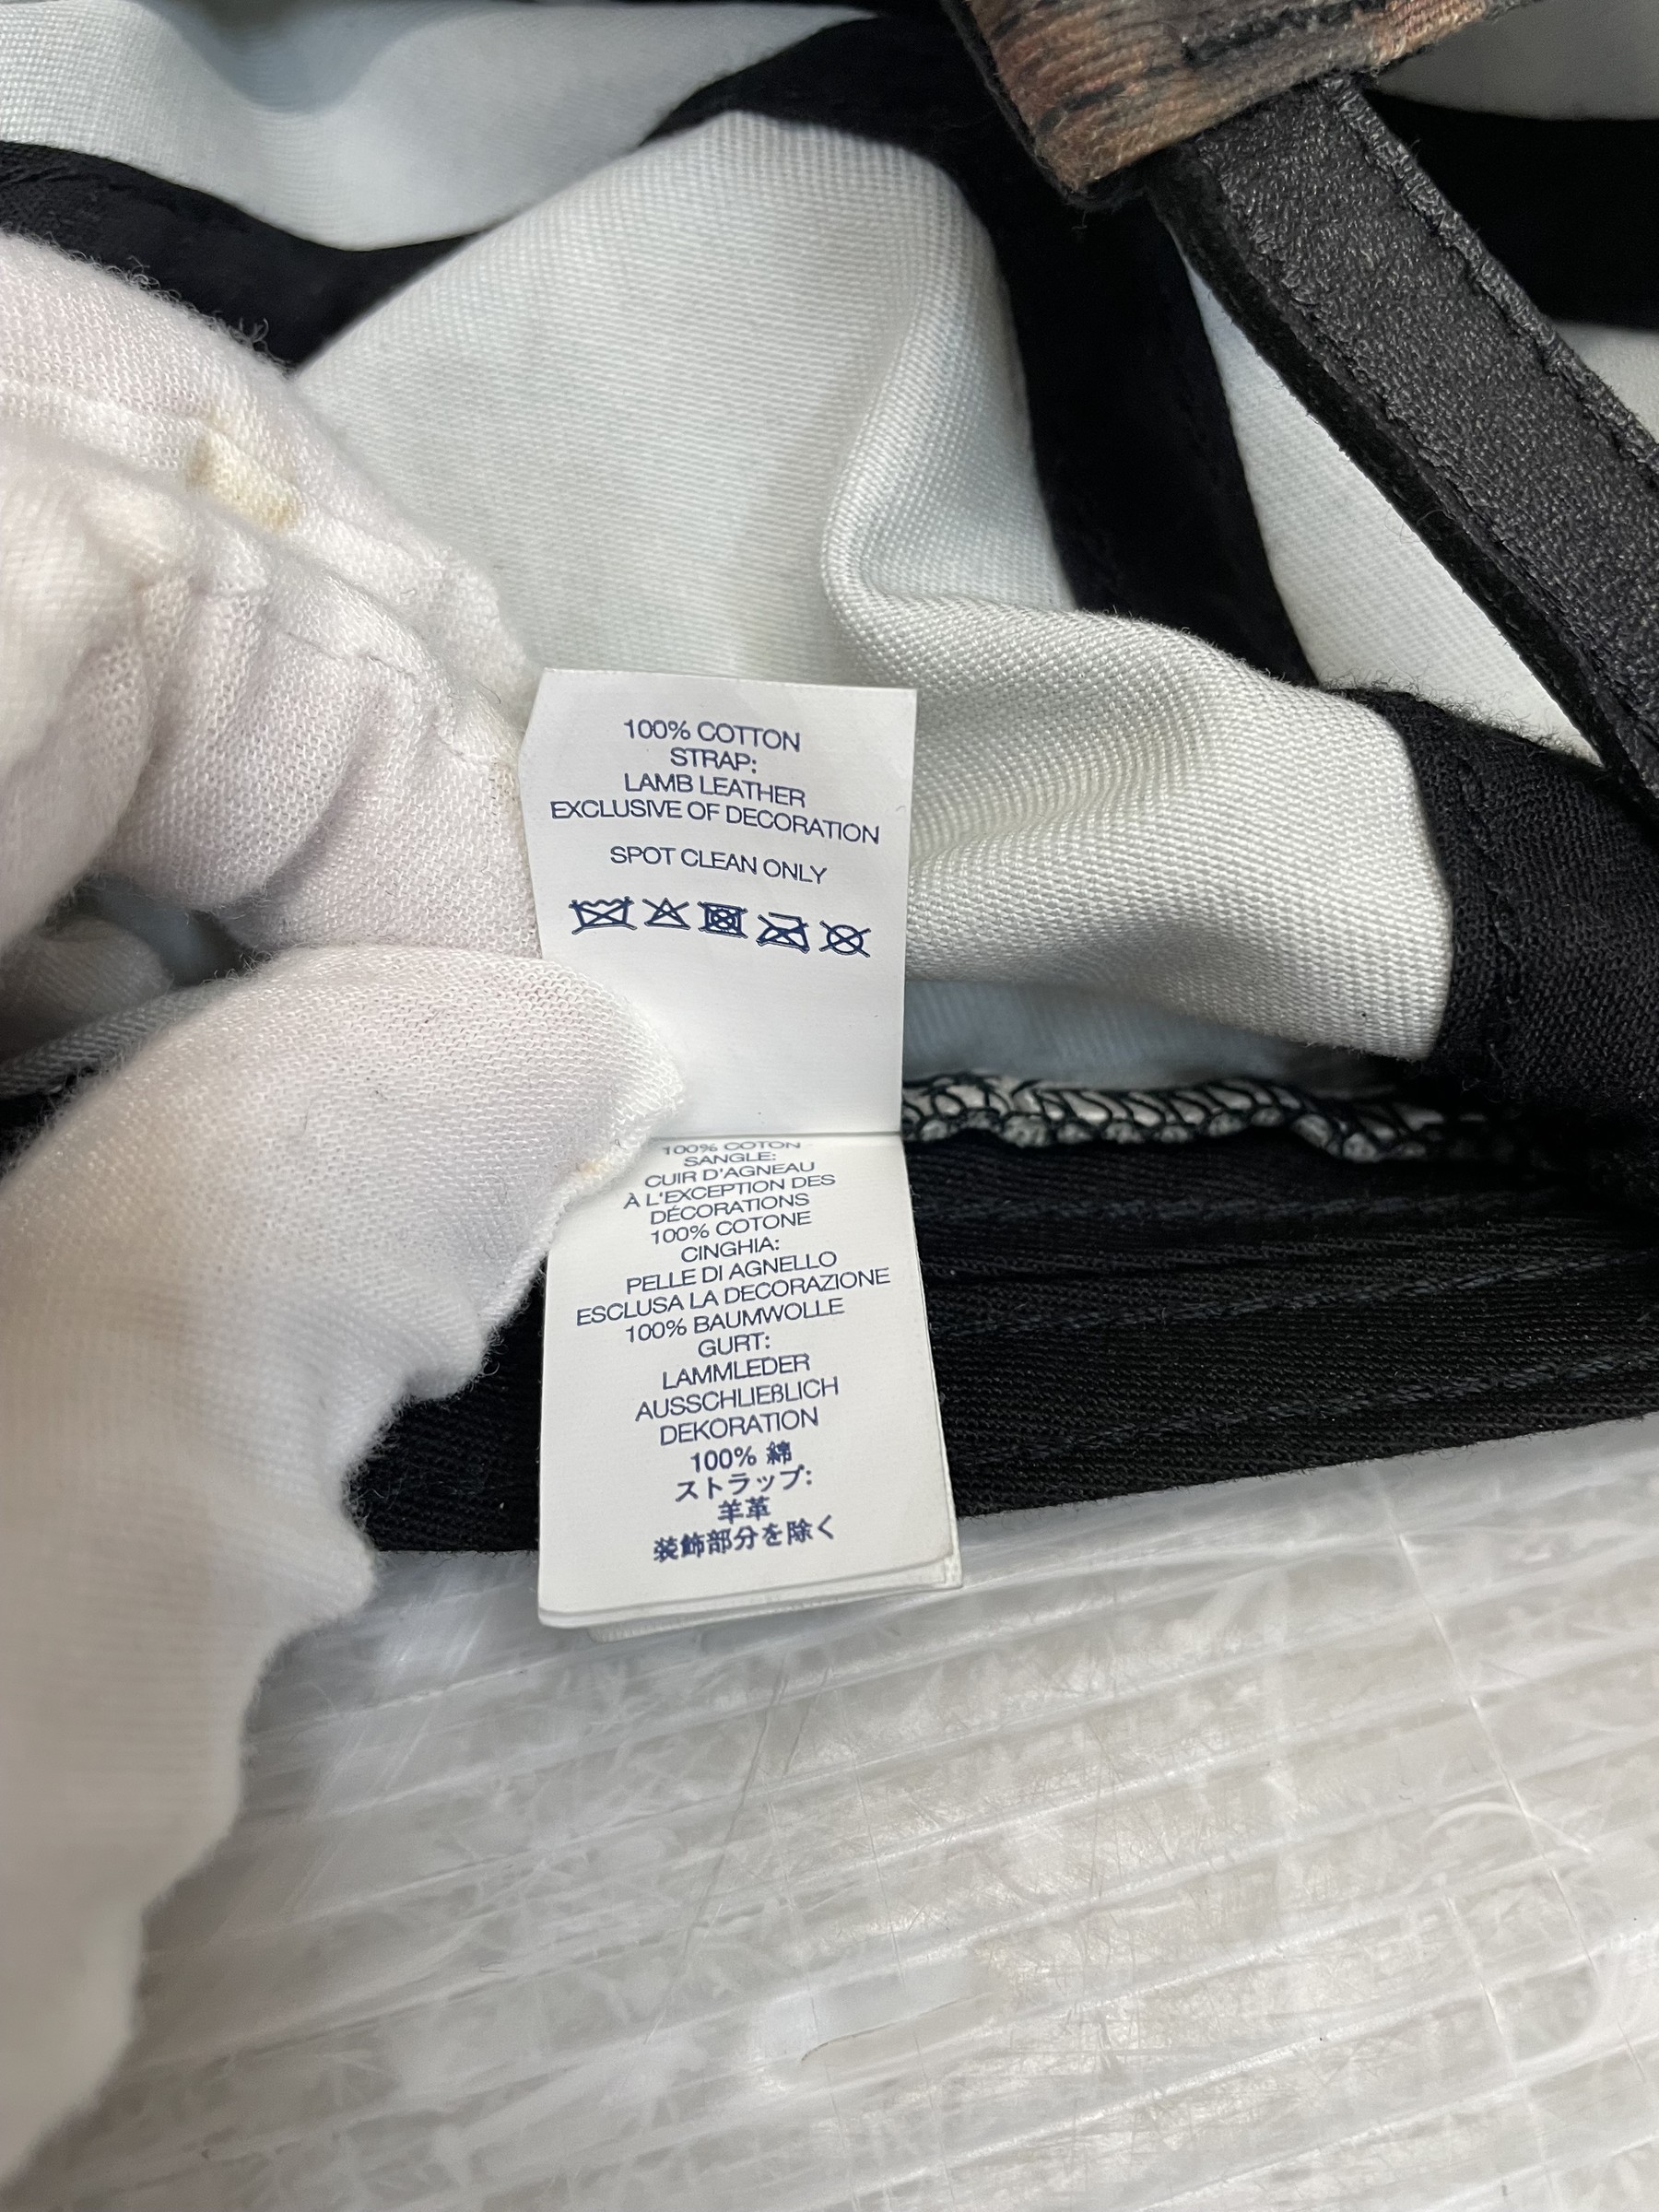 100% COTTON
STRAP:
LAMB LEATHER
EXCLUSIVE OF DECORATION
SPOT CLEAN ONLY
100% COTON
SANGLE:
CUIR D'AGNEAU
À L'EXCEPTION DES
DÉCORATIONS
100% COTONE
CINGHIA:
PELLE DI AGNELLO
ESCLUSA LA DECORAZIONE
100% BAUMWOLLE
GURT:
LAMMLEDER
AUSSCHLIEßLICH
DEKORATION
100% 綿
ストラップ:
羊革
装飾部分を除く